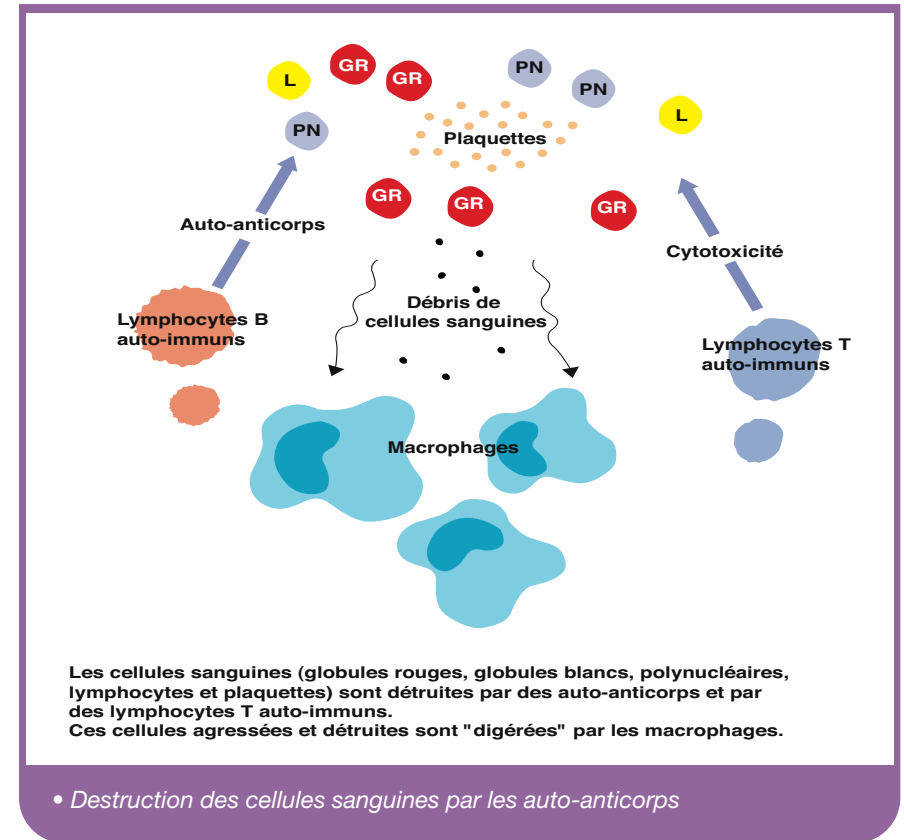 L
GR
GR
PN
PN
PN
L
Plaquettes
GR
GR
GR
Auto-anticorps
Cytotoxicité
Débris de
cellules sanguines
Lymphocytes B
auto-immuns
Lymphocytes T
auto-immuns
Macrophages
Les cellules sanguines (globules rouges, globules blancs, polynucléaires,
lymphocytes et plaquettes) sont détruites par des auto-anticorps et par
des lymphocytes T auto-immuns.
Ces cellules agressées et détruites sont "digérées" par les macrophages.
• Destruction des cellules sanguines par les auto-anticorps